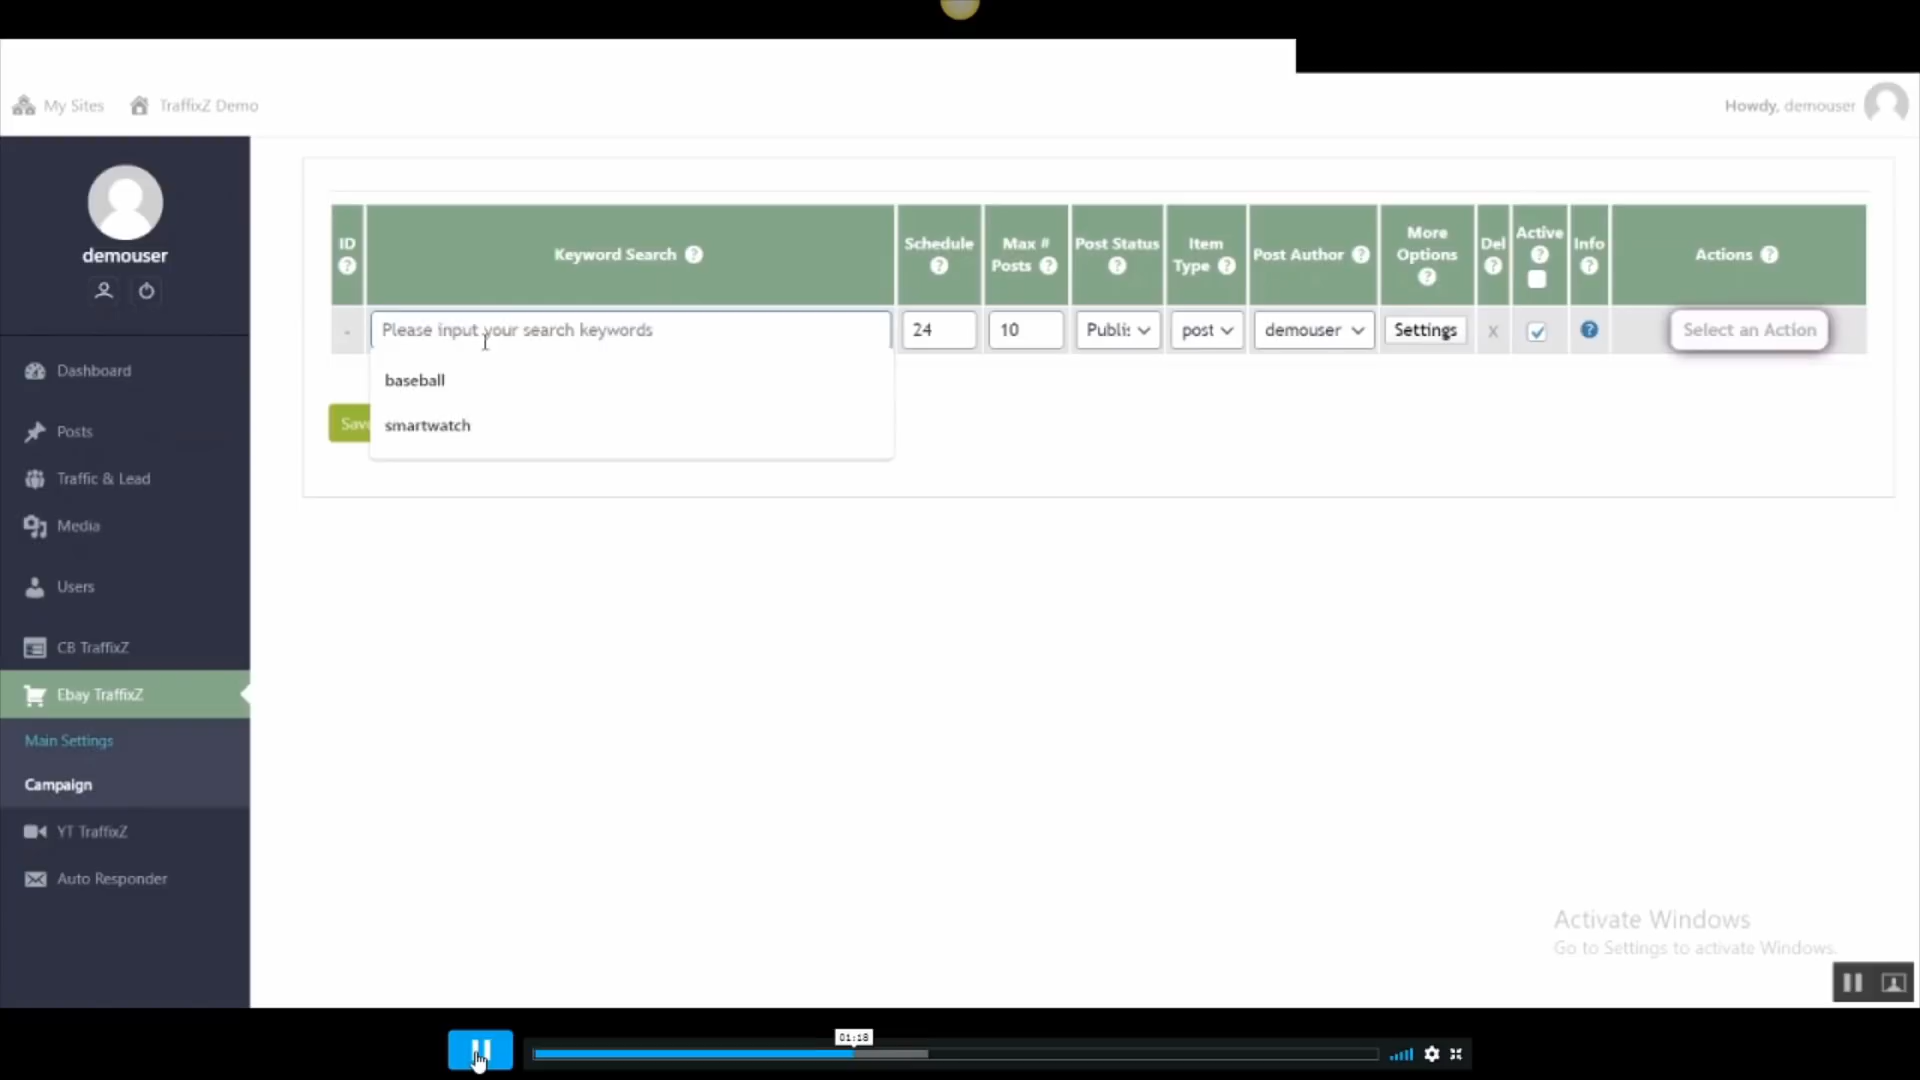 My Sites TraffixZ Demo Howdy, demouser
demouser
ID ?
Keyword Search ?
Schedule ?
Max # Posts ?
Post Status ?
Item Type ?
Post Author ?
More Options ?
Del ?
Active ?
Info ?
Actions ?
- Please input your search keywords 24 10 Publi: post demouser Settings x ? Select an Action
baseball
Save
smartwatch
Dashboard
Posts
Traffic & Lead
Media
Users
CB TraffixZ
Ebay TraffixZ
Main Settings
Campaign
YT TraffixZ
Auto Responder
Activate Windows
Go to Settings to activate Windows.
01:18